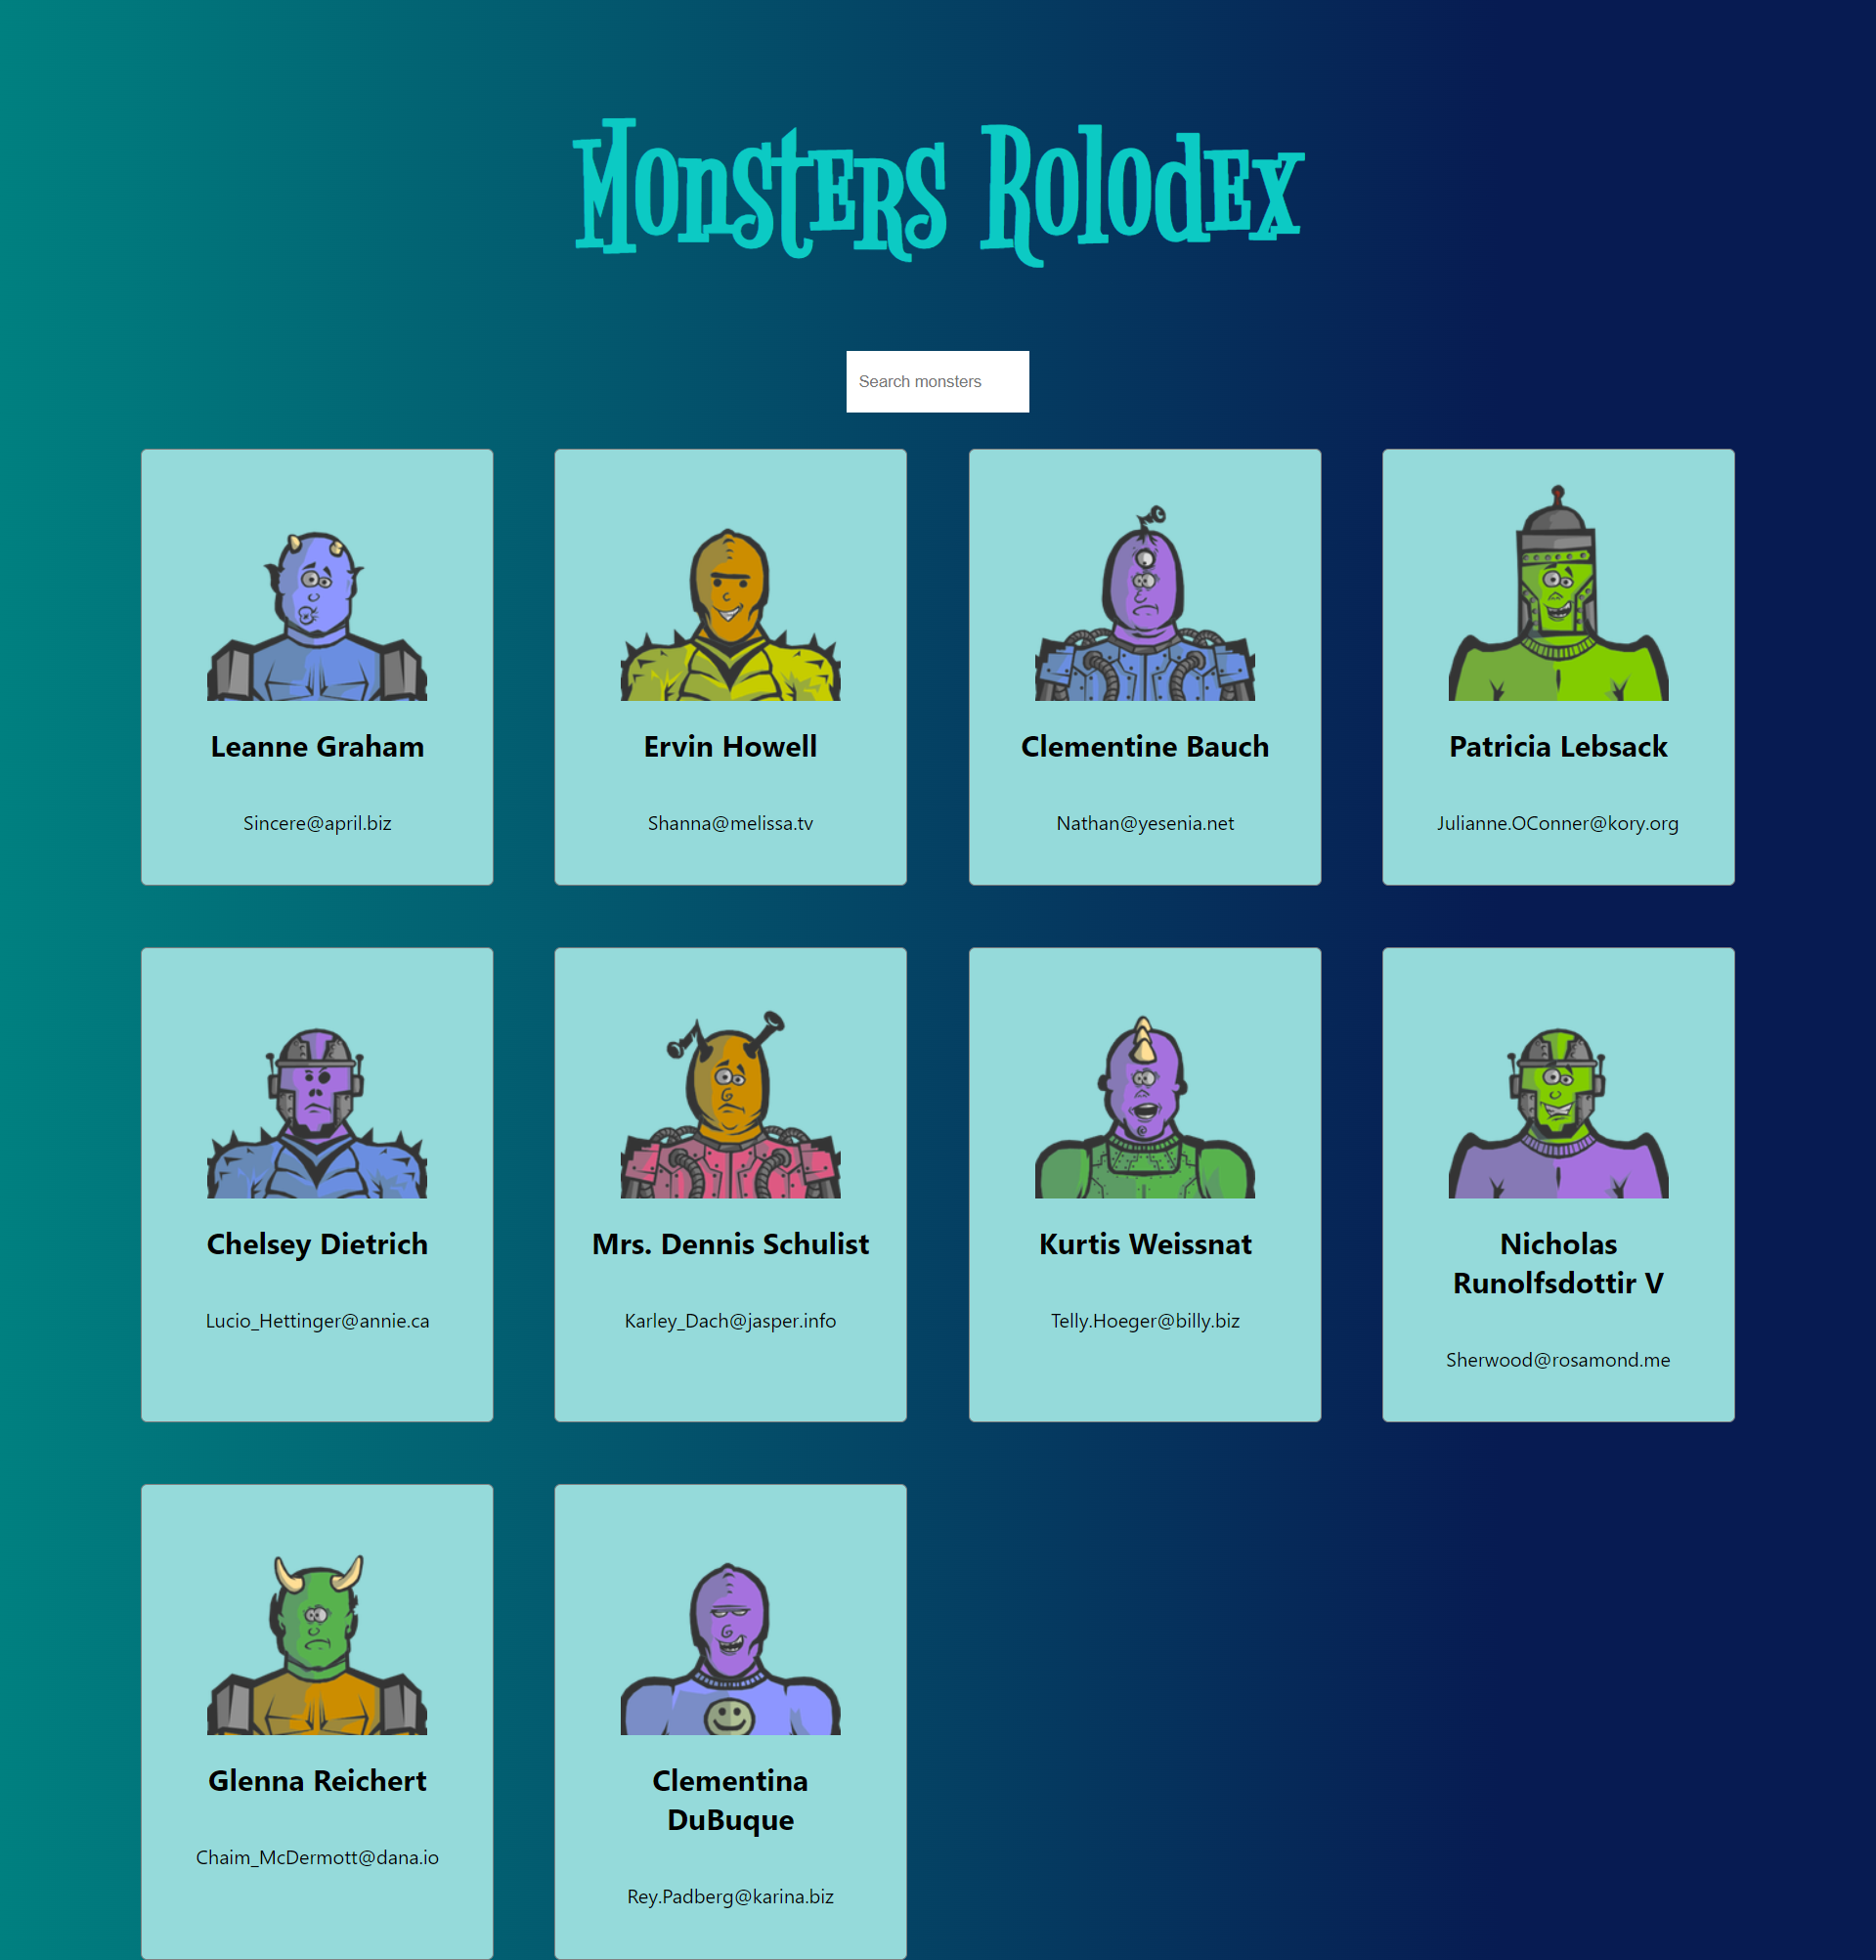 Monsters Rolodex
Search monsters
Leanne Graham
Sincere@april.biz
Ervin Howell
Shanna@melissa.tv
Clementine Bauch
Nathan@yesenia.net
Patricia Lebsack
Julianne.OConner@kory.org
Chelsey Dietrich
Lucio_Hettinger@annie.ca
Mrs. Dennis Schulist
Karley_Dach@jasper.info
Kurtis Weissnat
Telly.Hoeger@billy.biz
Nicholas
Runolfsdottir V
Sherwood@rosamond.me
Glenna Reichert
Chaim_McDermott@dana.io
Clementina
DuBuque
Rey.Padberg@karina.biz